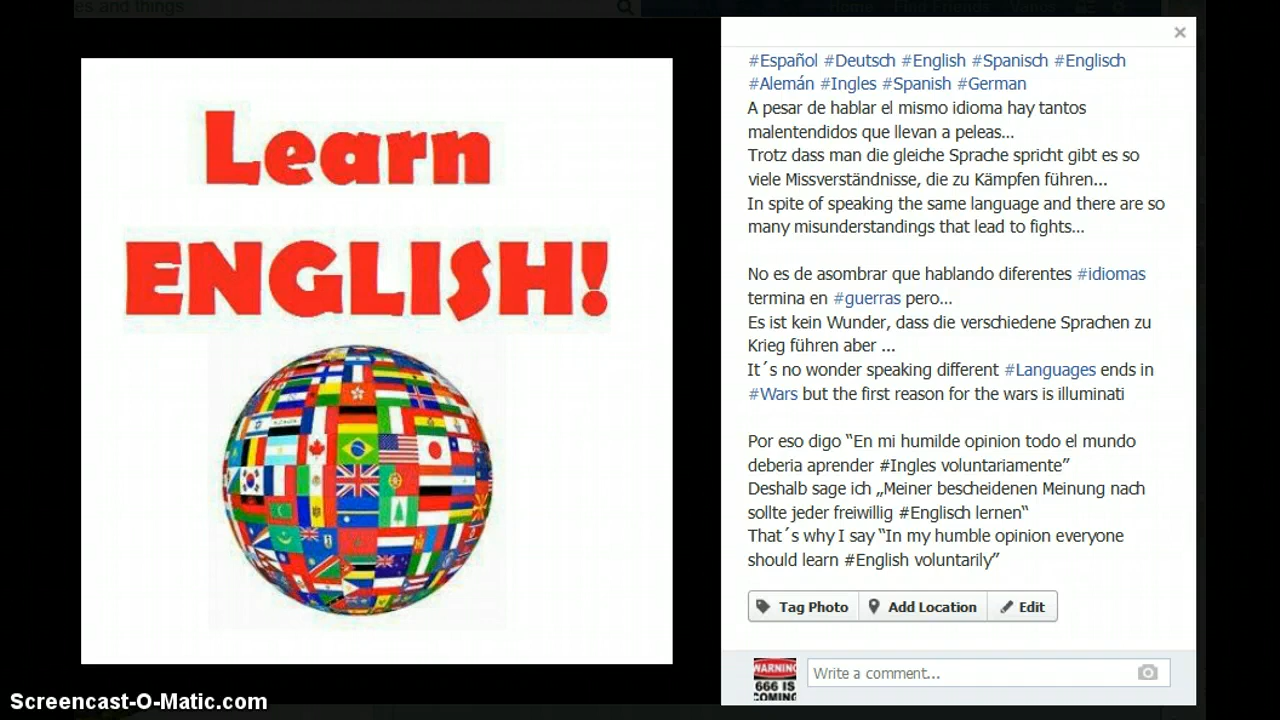 es and things
Home Find Friends
Learn
ENGLISH!
#Español #Deutsch #English #Spanisch #Englisch
#Alemán #Ingles #Spanish #German
A pesar de hablar el mismo idioma hay tantos
malentendidos que llevan a peleas...
Trotz dass man die gleiche Sprache spricht gibt es so
viele Missverständnisse, die zu Kämpfen führen...
In spite of speaking the same language and there are so
many misunderstandings that lead to fights...
No es de asombrar que hablando diferentes #idiomas
termina en #guerras pero...
Es ist kein Wunder, dass die verschiedene Sprachen zu
Krieg führen aber ...
It´s no wonder speaking different #Languages ends in
#Wars but the first reason for the wars is illuminati
Por eso digo “En mi humilde opinion todo el mundo
deberia aprender #Ingles voluntariamente”
Deshalb sage ich „Meiner bescheidenen Meinung nach
sollte jeder freiwillig #Englisch lernen“
That´s why I say “In my humble opinion everyone
should learn #English voluntarily”
Tag Photo Add Location Edit
WARNING
666 IS
COMING
Write a comment...
Screencast-O-Matic.com